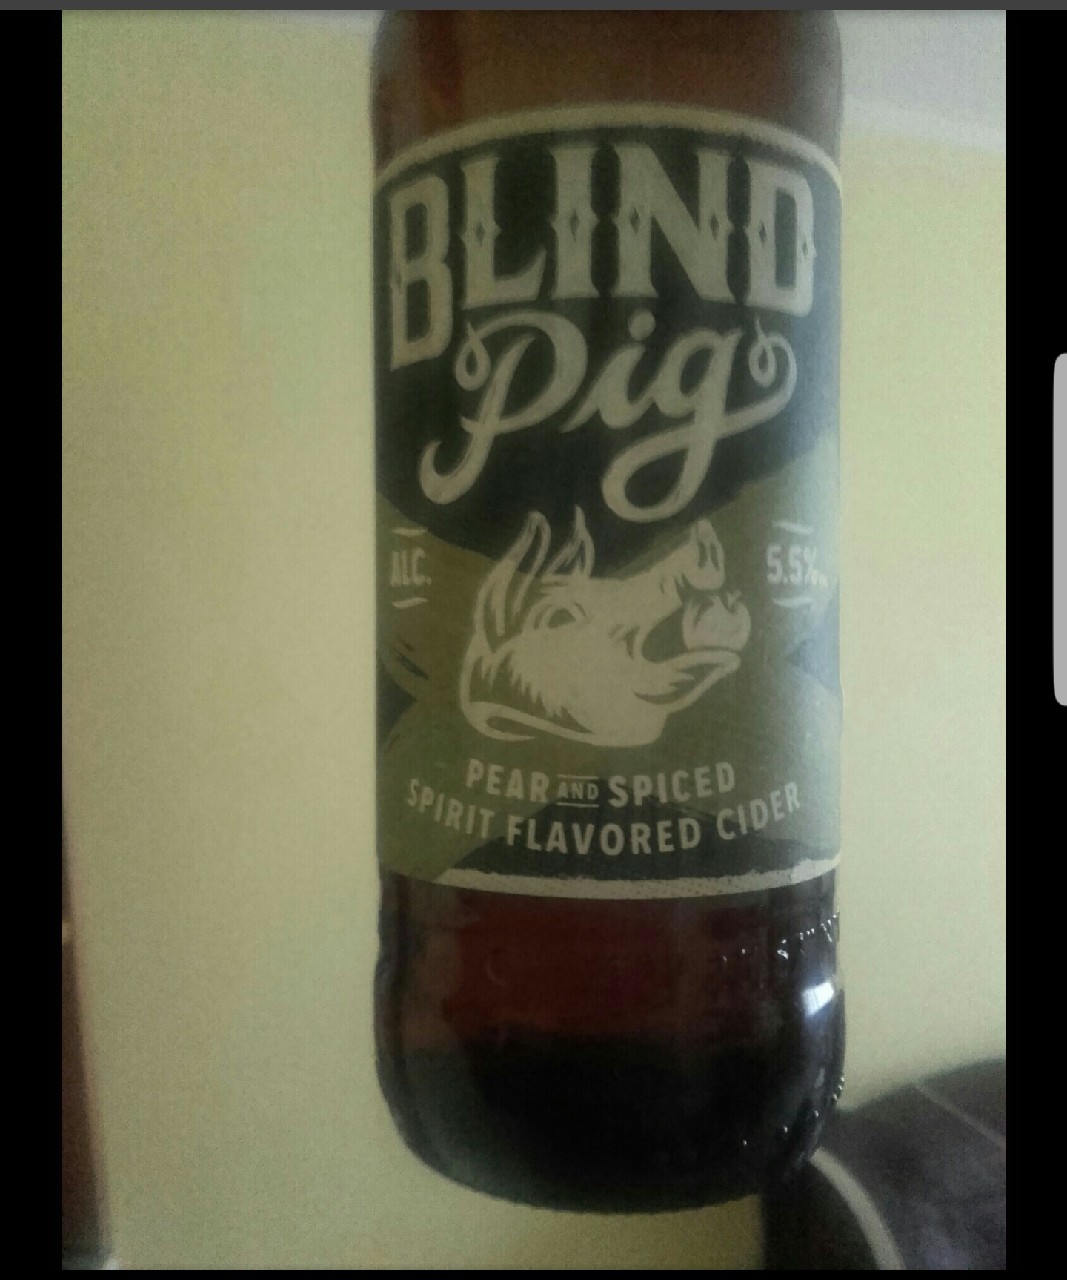 BLIND
Pig
ALC. 5.5%
PEAR AND SPICED
SPIRIT FLAVORED CIDER